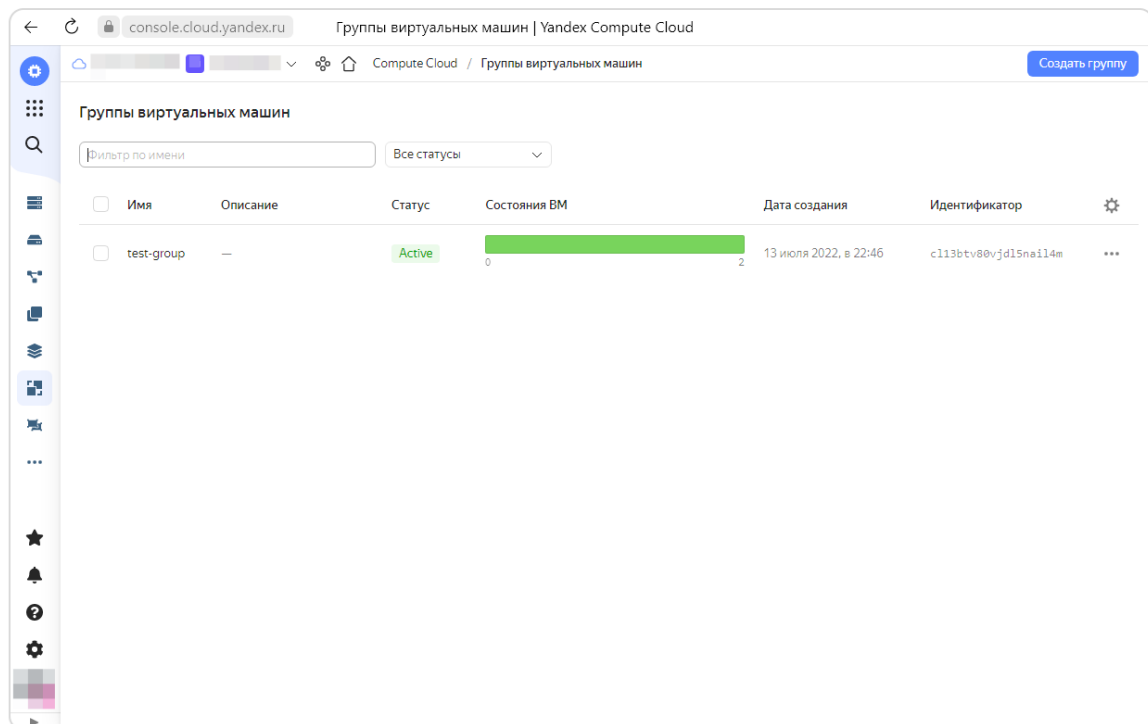 console.cloud.yandex.ru Группы виртуальных машин | Yandex Compute Cloud
Compute Cloud / Группы виртуальных машин Создать группу
Группы виртуальных машин
Фильтр по имени Все статусы
Имя Описание Статус Состояния ВМ Дата создания Идентификатор
test-group — Active 13 июля 2022, в 22:46 cl13btv80vjdl5nail4m
0 2